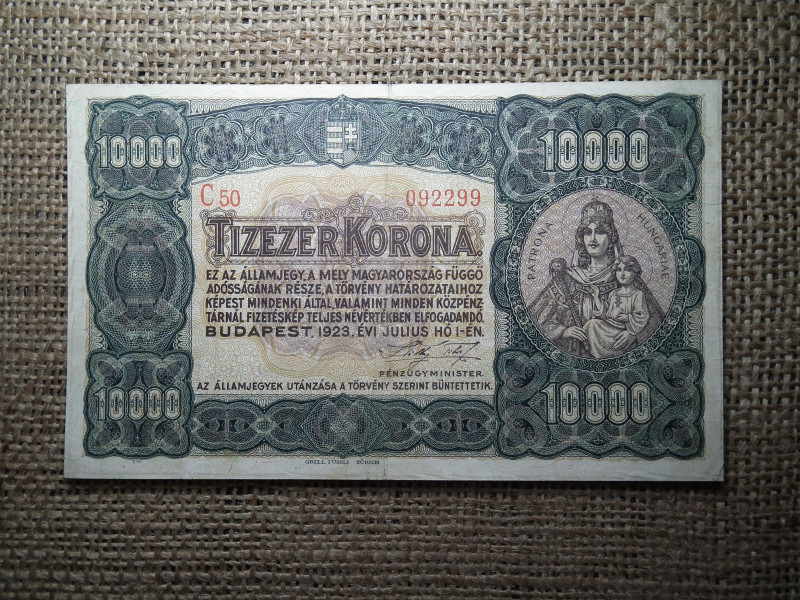 10000
10000
C 50
092299
TIZEZER KORONA
EZ AZ ÁLLAMJEGY, A MELY MAGYARORSZÁG FÜGGŐ
ADÓSSÁGÁNAK RÉSZE, A TÖRVÉNY HATÁROZATAIHOZ
KÉPEST MINDENKI ÁLTAL, VALAMINT MINDEN KÖZPÉNZ-
TÁRNÁL FIZETÉSKÉP TELJES NÉVÉRTÉKBEN ELFOGADANDÓ.
BUDAPEST, 1923. ÉVI JULIUS HÓ 1-ÉN.
PÉNZÜGYMINISTER.
AZ ÁLLAMJEGYEK UTÁNZÁSA A TÖRVÉNY SZERINT BÜNTETTETIK.
PATRONA HUNGARIAE
10000
10000
ORELL FÜSSLI ZÜRICH